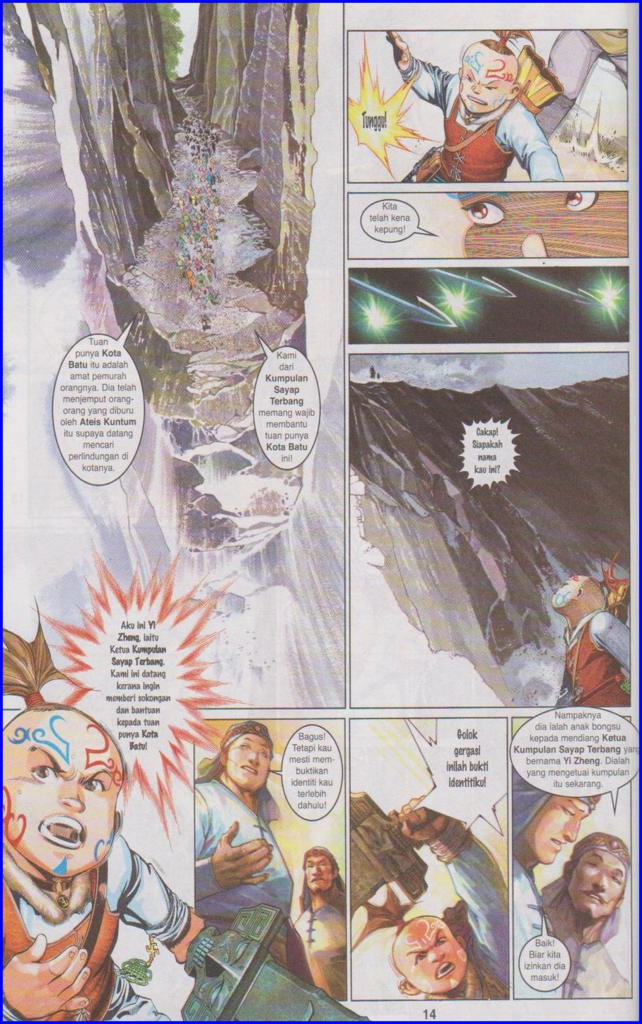 Tuan
punya Kota
Batu itu adalah
amat pemurah
orangnya. Dia telah
menjemput orang-
orang yang diburu
oleh Ateis Kuntum
itu supaya datang
mencari
perlindungan di
kotanya.
Kami
dari
Kumpulan
Sayap
Terbang
memang wajib
membantu
tuan punya
Kota Batu
ini!
Tunggu!
Kita
telah kena
kepung!
Cakap!
Siapakah
nama
kau ini?
Aku ini Yi
Zheng, iaitu
Ketua Kumpulan
Sayap Terbang.
Kami ini datang
kerana ingin
memberi sokongan
dan bantuan
kepada tuan
punya Kota
Batu!
Bagus!
Tetapi kau
mesti mem-
buktikan
identiti kau
terlebih
dahulu!
Golok
gergasi
inilah bukti
identitiku!
Nampaknya
dia ialah anak bongsu
kepada mendiang Ketua
Kumpulan Sayap Terbang yang
bernama Yi Zheng. Dialah
yang mengetuai kumpulan
itu sekarang.
Baik!
Biar kita
izinkan dia
masuk!
14